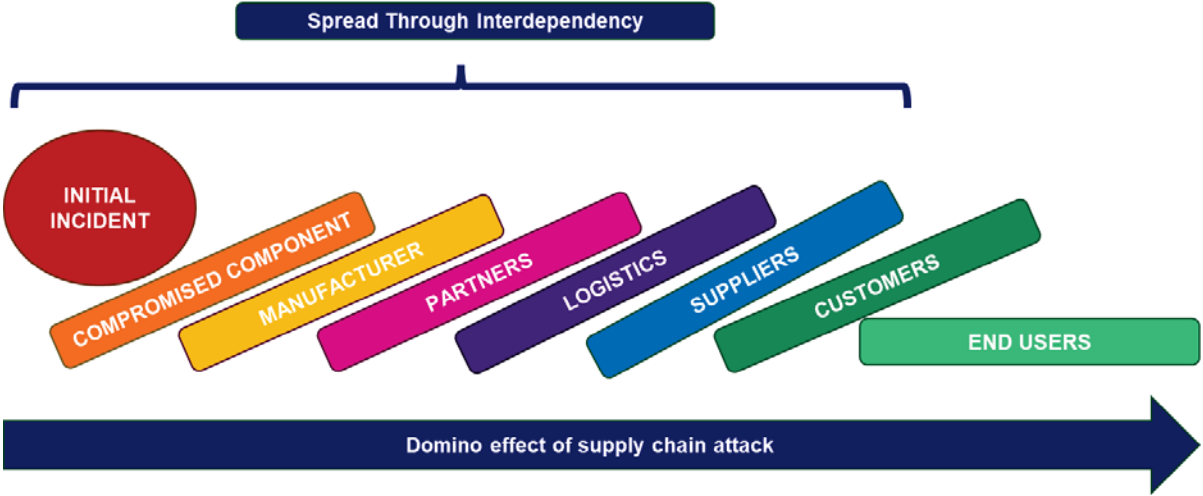 Spread Through Interdependency
INITIAL
INCIDENT
COMPROMISED COMPONENT
MANUFACTURER
PARTNERS
LOGISTICS
SUPPLIERS
CUSTOMERS
END USERS
Domino effect of supply chain attack